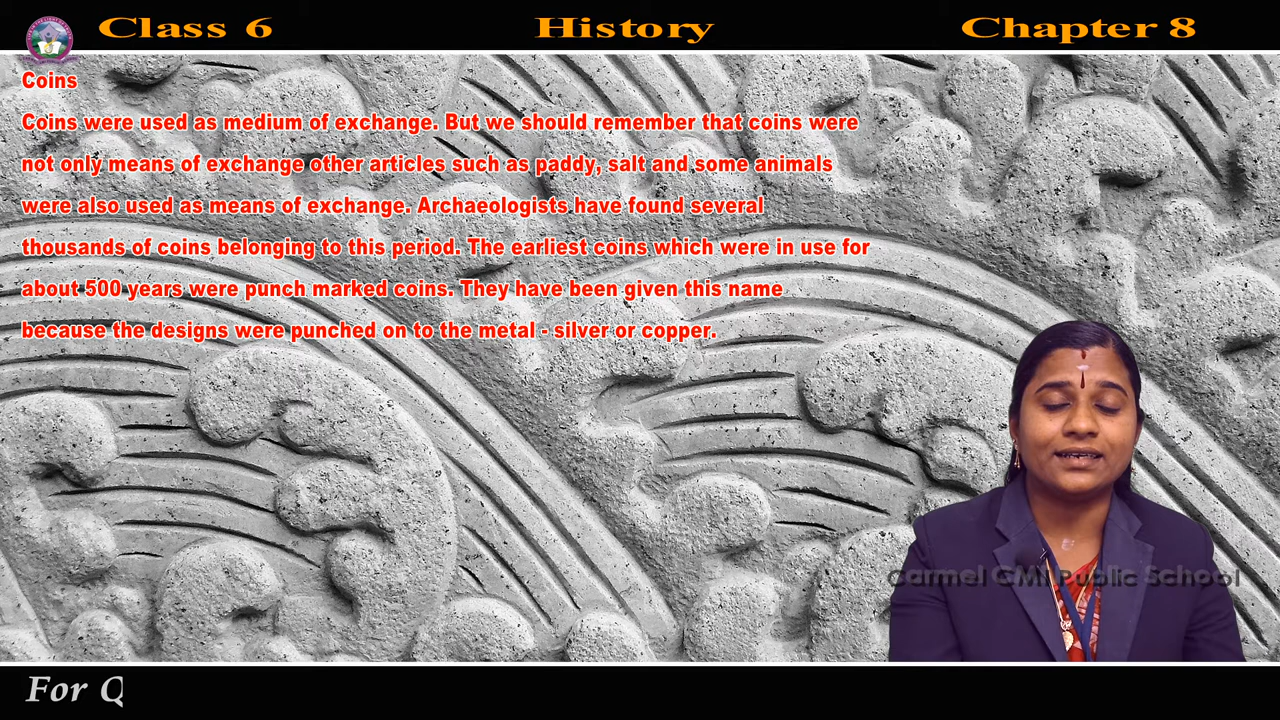 Class 6 History Chapter 8
Coins
Coins were used as medium of exchange. But we should remember that coins were
not only means of exchange other articles such as paddy, salt and some animals
were also used as means of exchange. Archaeologists have found several
thousands of coins belonging to this period. The earliest coins which were in use for
about 500 years were punch marked coins. They have been given this name
because the designs were punched on to the metal - silver or copper.
Carmel CMI Public School
For Q